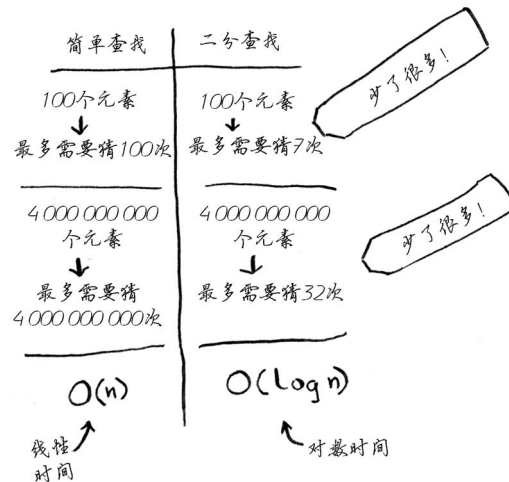 简单查找
二分查找
100个元素
最多需要猜100次
100个元素
最多需要猜7次
少了很多！
4 000 000 000
个元素
最多需要猜
4 000 000 000次
4 000 000 000
个元素
最多需要猜32次
少了很多！
O(n)
O(log n)
线性
时间
对数时间